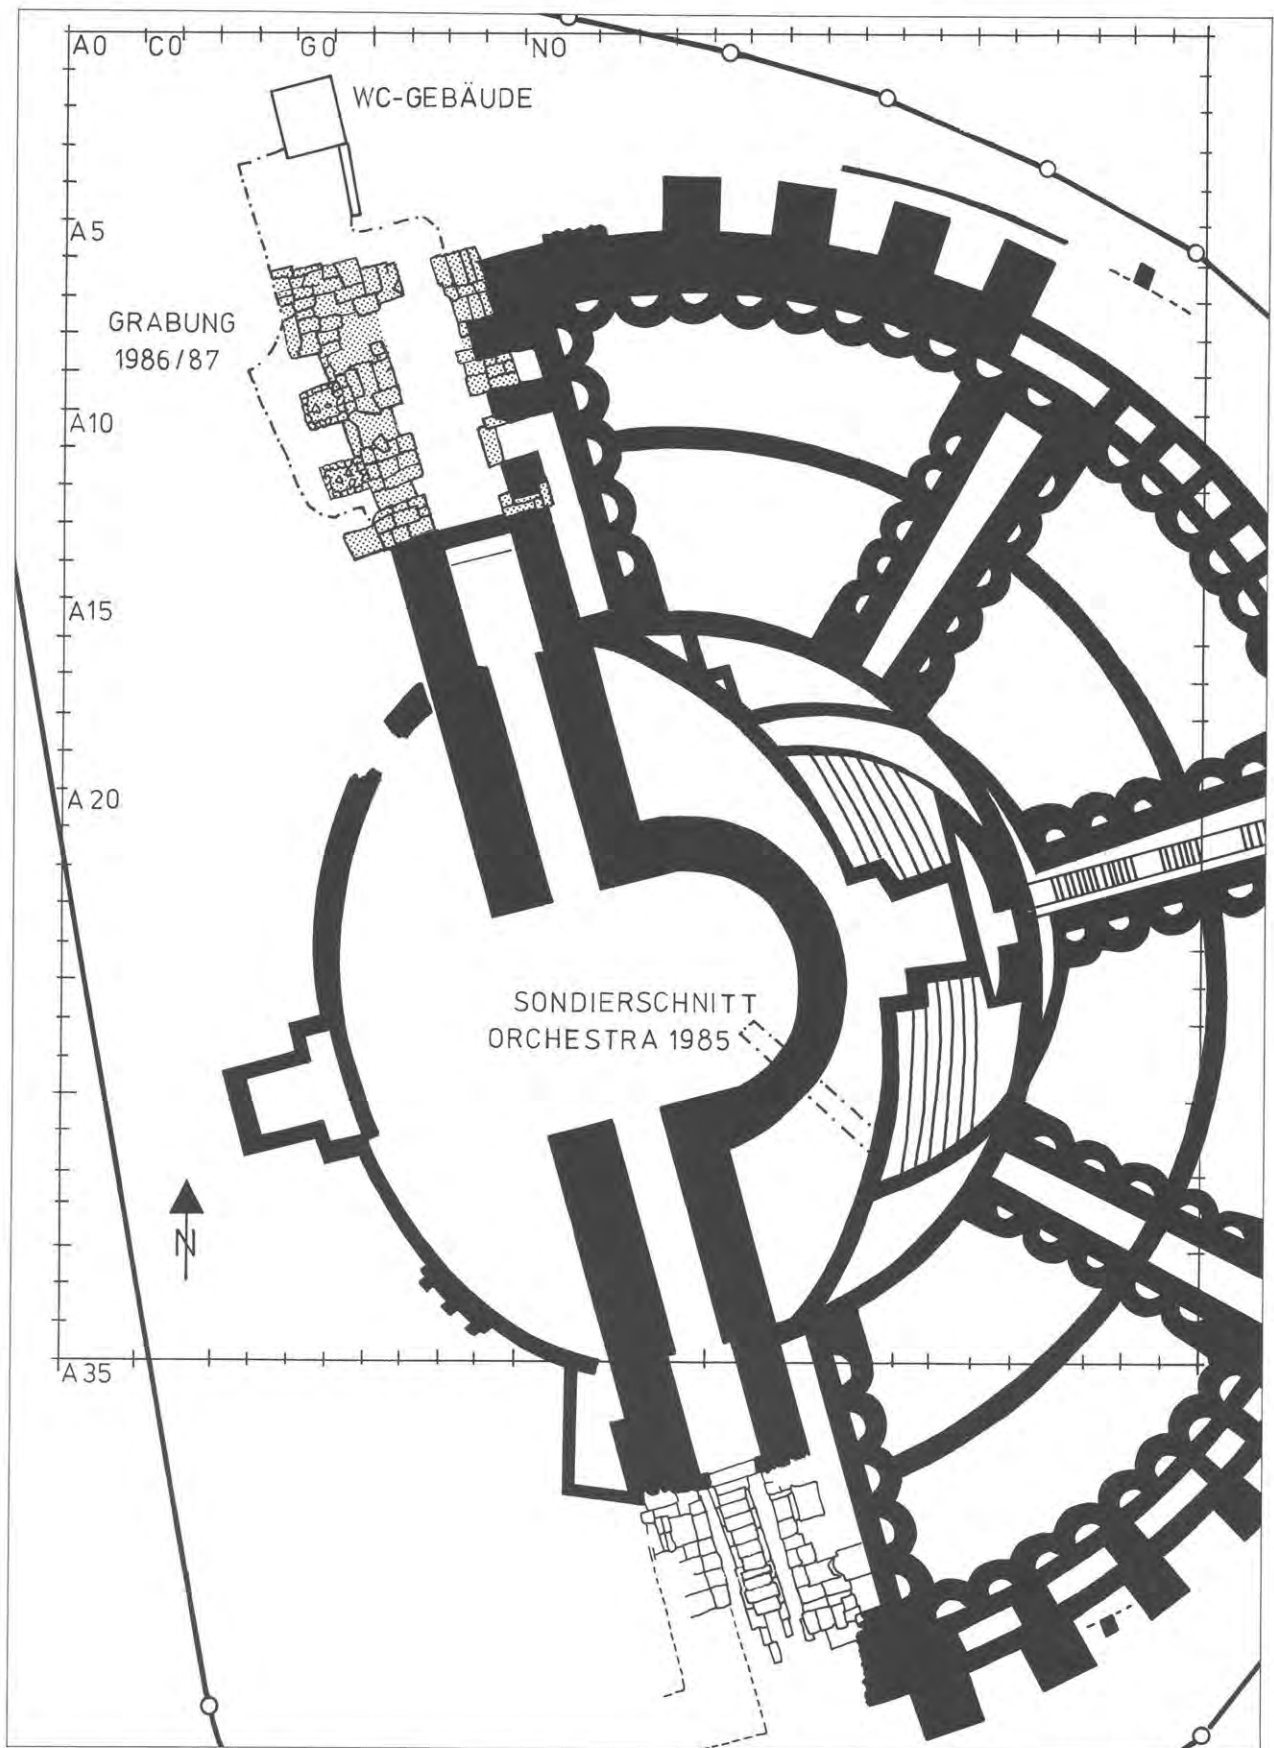 A0 C0 G0 N0
WC-GEBÄUDE
A5
GRABUNG
1986/87
A10
A15
A20
SONDIERSCHNITT
ORCHESTRA 1985
N
A35